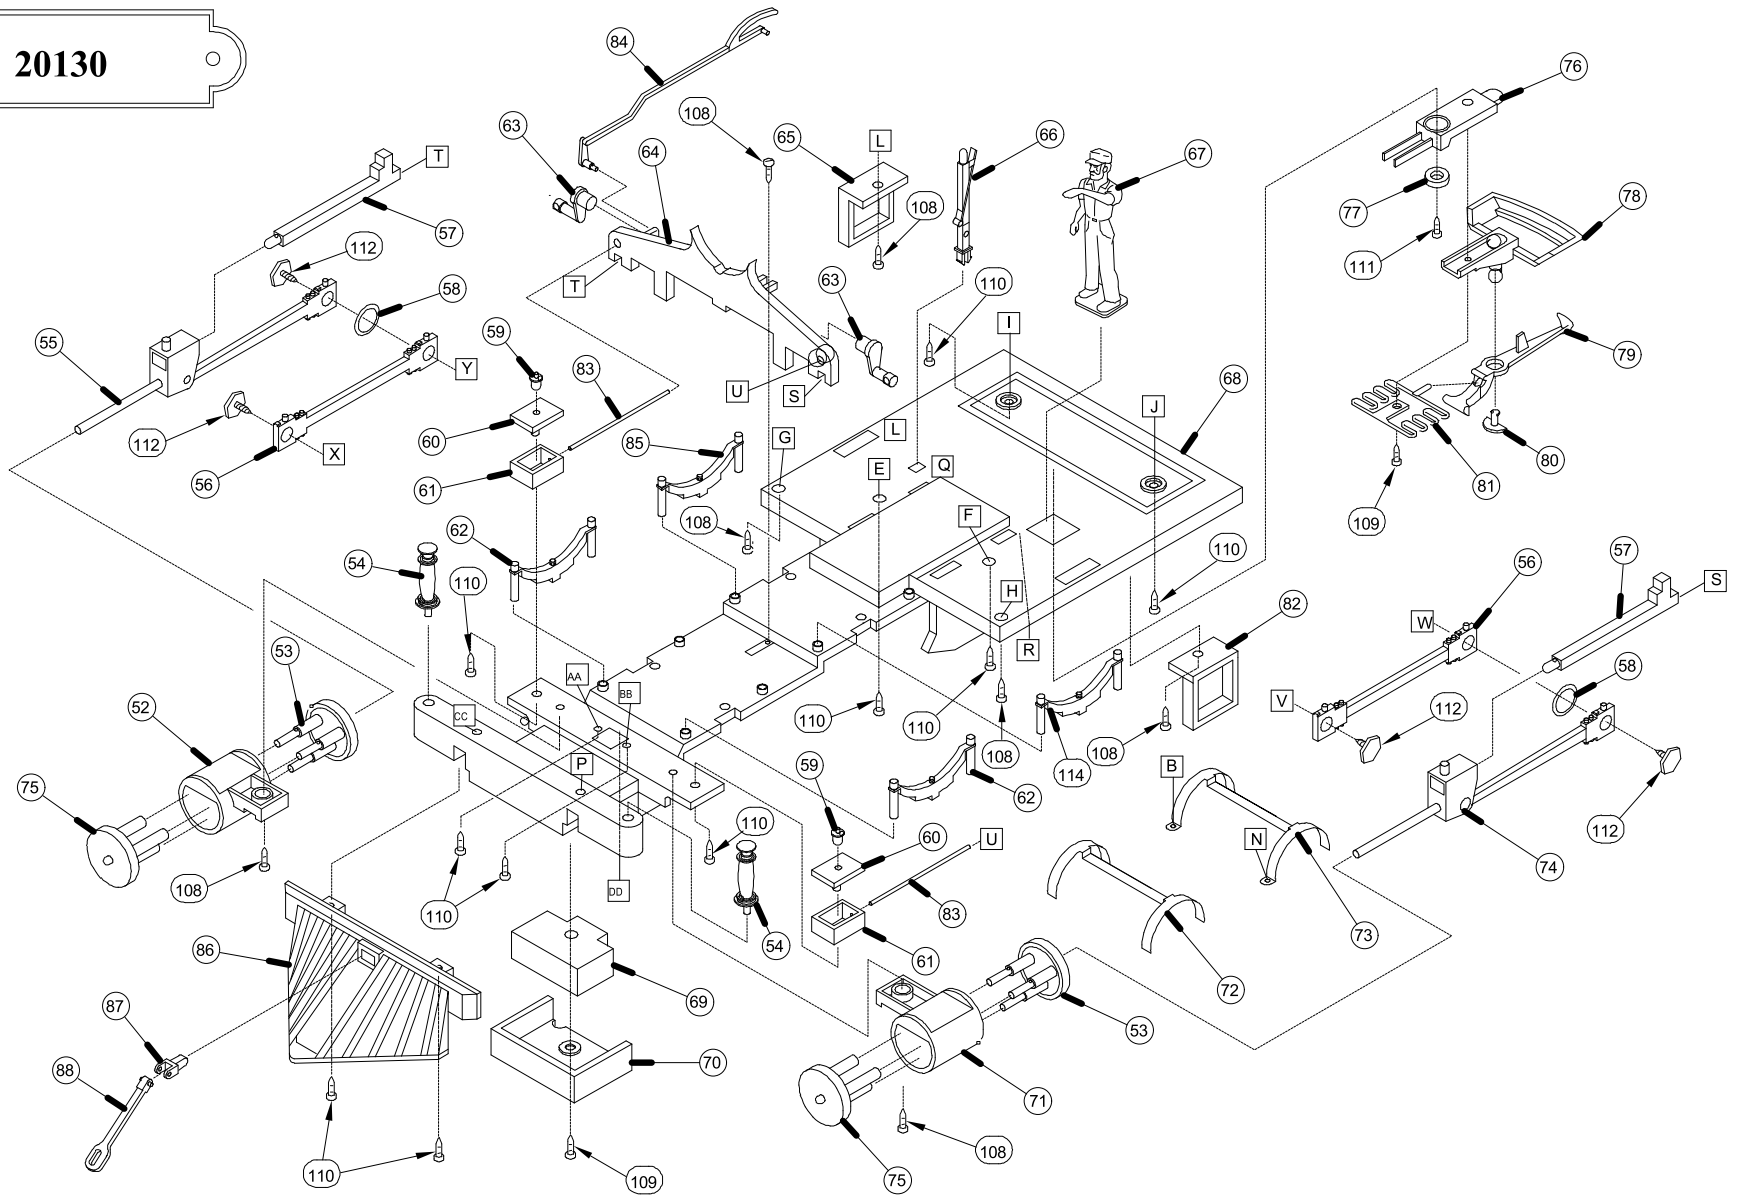 20130
84
63
108
64
65
L
66
67
76
T
57
108
77
78
111
112
T
63
110
58
59
I
79
55
83
U
S
68
Y
J
112
60
85
G
L
80
X
E
Q
81
56
61
109
108
F
62
54
110
110
56
57
S
H
82
W
53
R
AA
BB
58
52
V
CC
110
110
112
P
108
108
114
59
B
75
62
112
110
60
U
N
74
108
DD
110
83
73
86
54
61
72
69
87
53
70
88
71
110
109
108
75